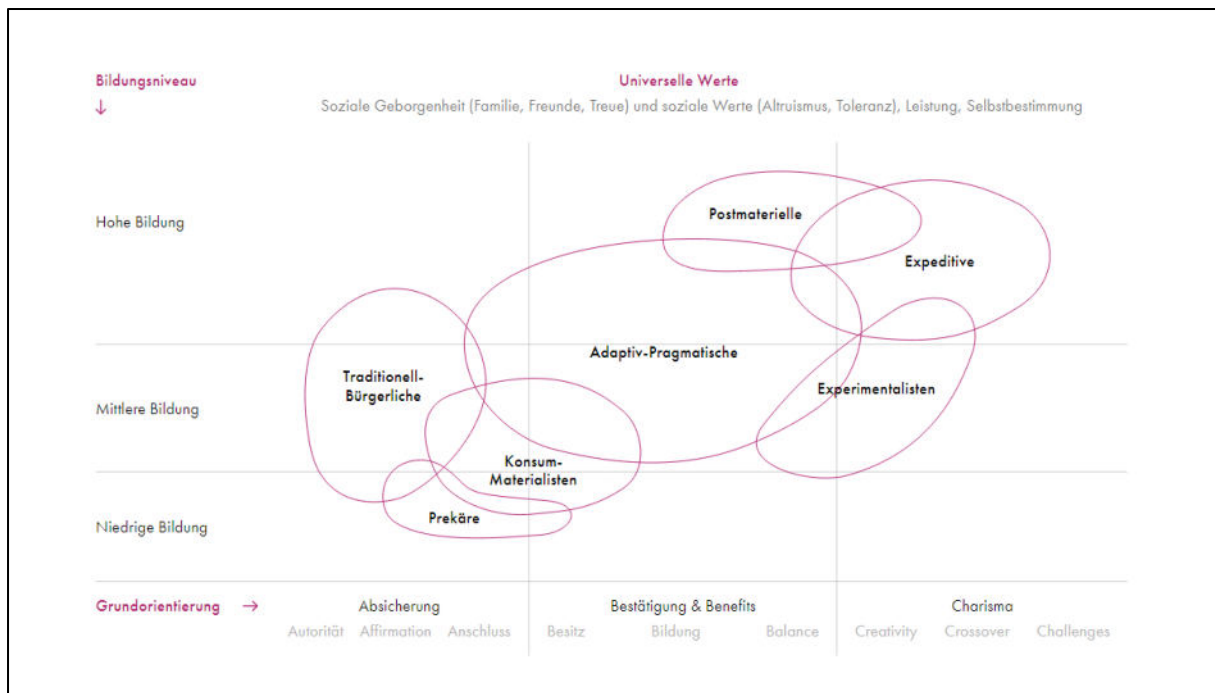 Bildungsniveau
↓
Universelle Werte
Soziale Geborgenheit (Familie, Freunde, Treue) und soziale Werte (Altruismus, Toleranz), Leistung, Selbstbestimmung
Hohe Bildung
Postmaterielle
Expeditive
Adaptiv-Pragmatische
Traditionell-
Bürgerliche
Experimentalisten
Mittlere Bildung
Konsum-
Materialisten
Prekäre
Niedrige Bildung
Grundorientierung →
Absicherung
Bestätigung & Benefits
Charisma
Autorität Affirmation Anschluss Besitz Bildung Balance Creativity Crossover Challenges